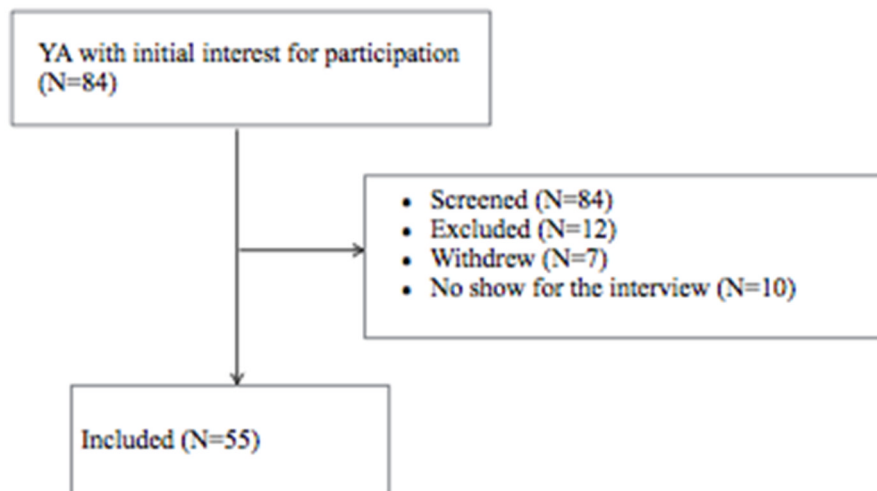 YA with initial interest for participation
(N=84)
• Screened (N=84)
• Excluded (N=12)
• Withdrew (N=7)
• No show for the interview (N=10)
Included (N=55)